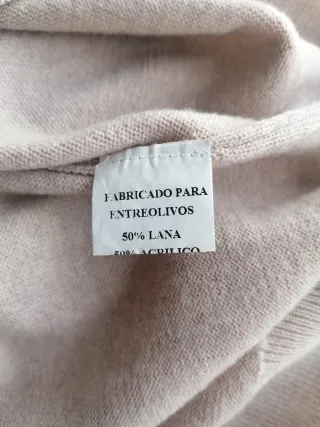 FABRICADO PARA
ENTREOLIVOS
50% LANA
50% ACRILICO